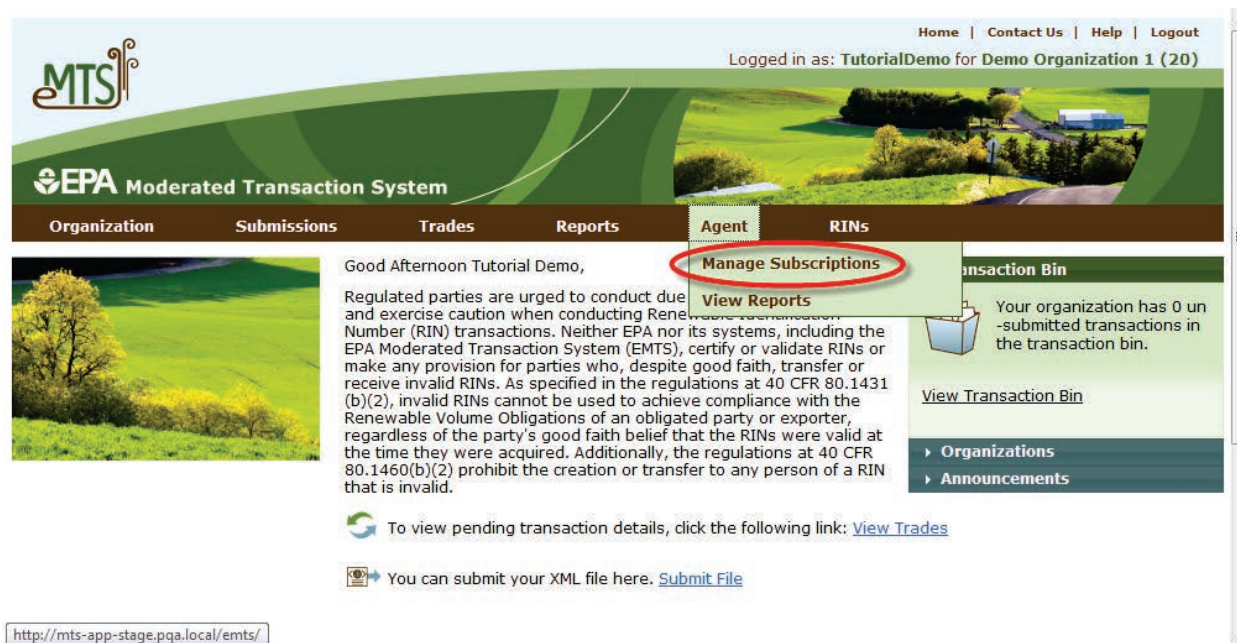 Home | Contact Us | Help | Logout
Logged in as: TutorialDemo for Demo Organization 1 (20)
eMTS
EPA Moderated Transaction System
Organization Submissions Trades Reports Agent RINs
Manage Subscriptions
View Reports
Good Afternoon Tutorial Demo,
Regulated parties are urged to conduct due
and exercise caution when conducting Renewable Identification
Number (RIN) transactions. Neither EPA nor its systems, including the
EPA Moderated Transaction System (EMTS), certify or validate RINs or
make any provision for parties who, despite good faith, transfer or
receive invalid RINs. As specified in the regulations at 40 CFR 80.1431
(b)(2), invalid RINs cannot be used to achieve compliance with the
Renewable Volume Obligations of an obligated party or exporter,
regardless of the party's good faith belief that the RINs were valid at
the time they were acquired. Additionally, the regulations at 40 CFR
80.1460(b)(2) prohibit the creation or transfer to any person of a RIN
that is invalid.
To view pending transaction details, click the following link: View Trades
You can submit your XML file here. Submit File
ansaction Bin
Your organization has 0 un
-submitted transactions in
the transaction bin.
View Transaction Bin
Organizations
Announcements
http://mts-app-stage.pqa.local/emts/